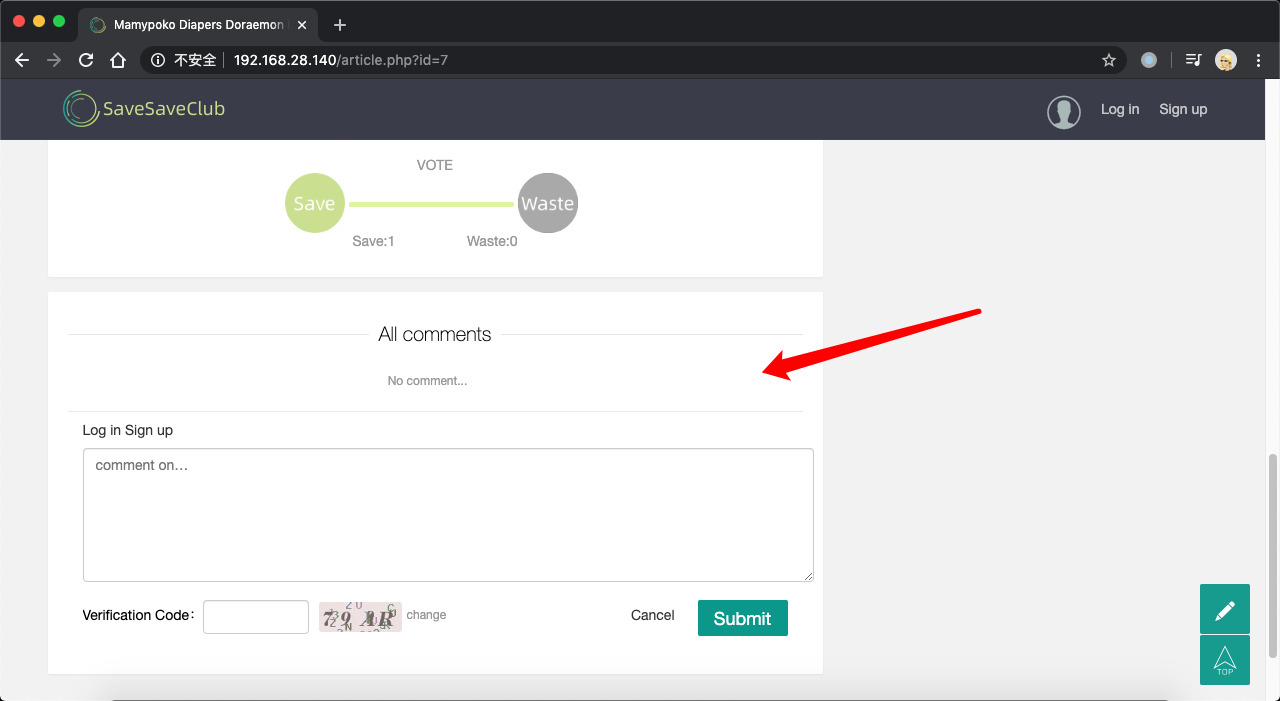 Mamypoko Diapers Doraemon
不安全 192.168.28.140/article.php?id=7
SaveSaveClub Log in Sign up
VOTE
Save Waste
Save:1 Waste:0
All comments
No comment...
Log in Sign up
comment on...
Verification Code: 79AR change Cancel Submit
TOP